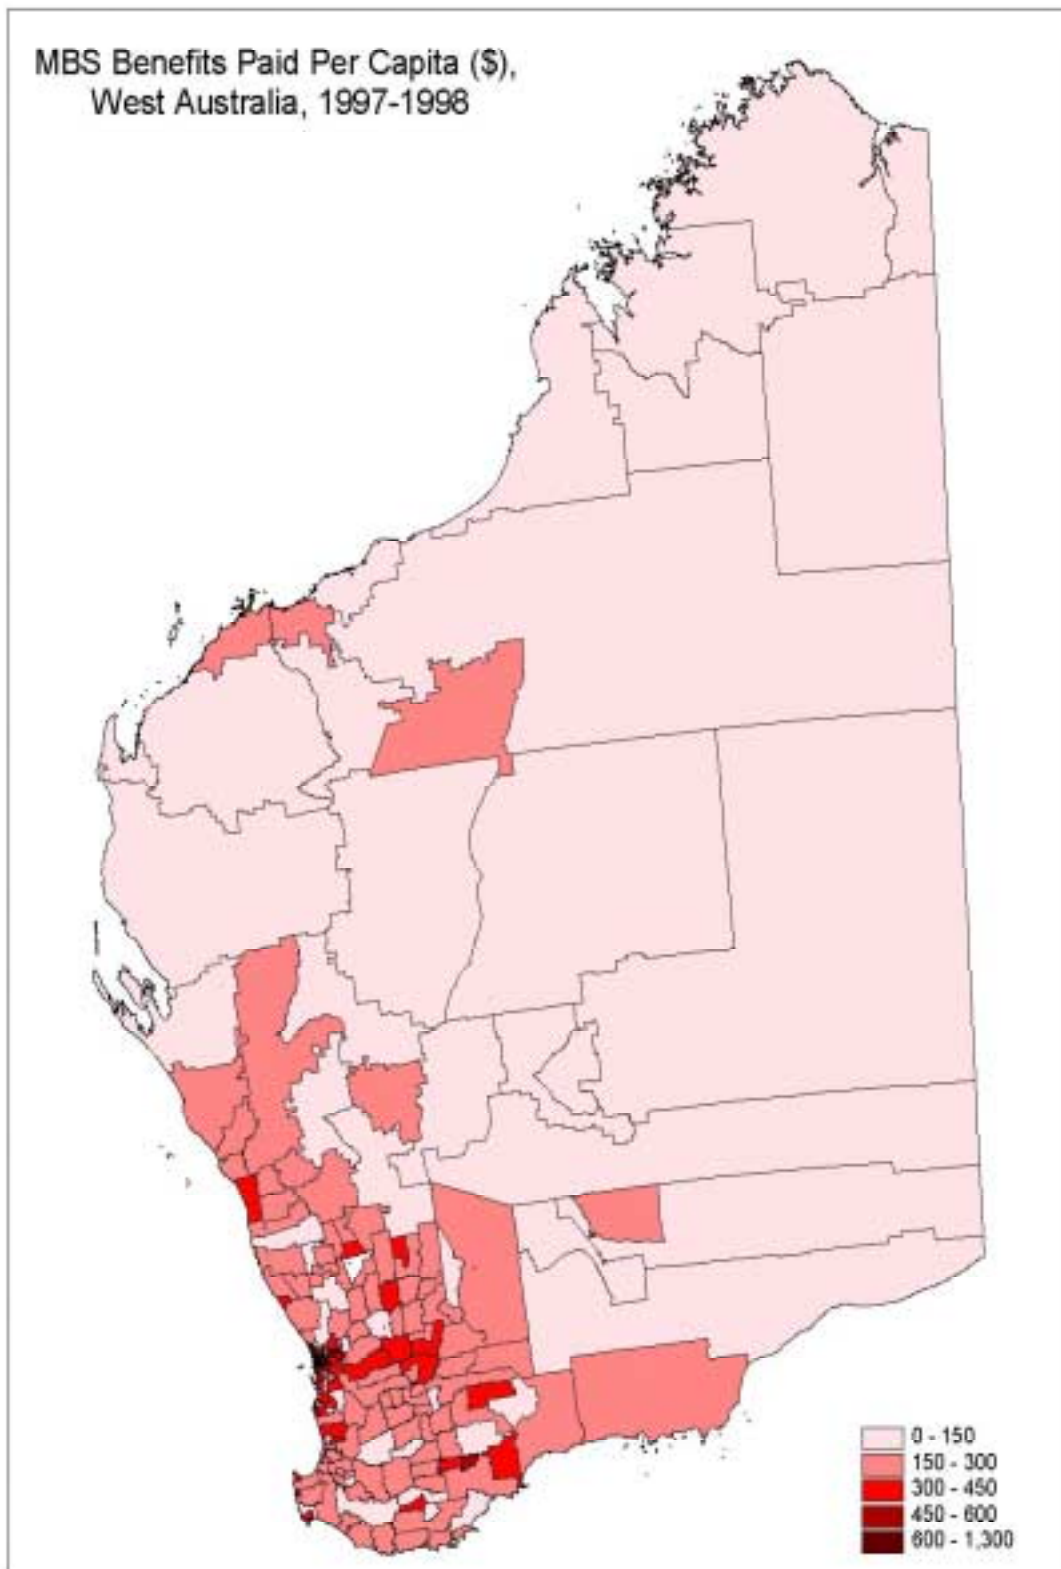 MBS Benefits Paid Per Capita ($),
West Australia, 1997-1998
0 - 150
150 - 300
300 - 450
450 - 600
600 - 1,300